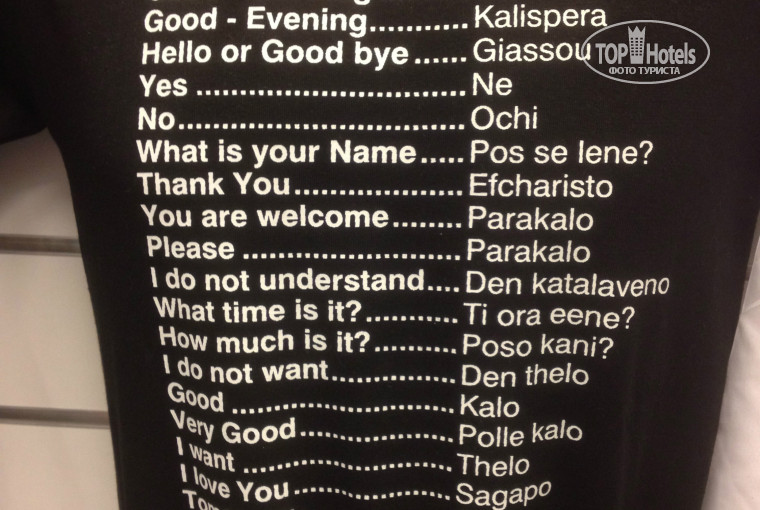 Good - Evening............Kalispera
Hello or Good bye......Giassou
Yes ...............................Ne
No.................................Ochi
What is your Name.....Pos se lene?
Thank You...................Efcharisto
You are welcome........Parakalo
Please .........................Parakalo
I do not understand....Den katalaveno
What time is it?...........Ti ora eene?
How much is it?..........Poso kani?
I do not want...............Den thelo
Good ............................Kalo
Very Good...................Polle kalo
I want ..........................Thelo
I love You...................Sagapo
TOP Hotels
ФОТО ТУРИСТА